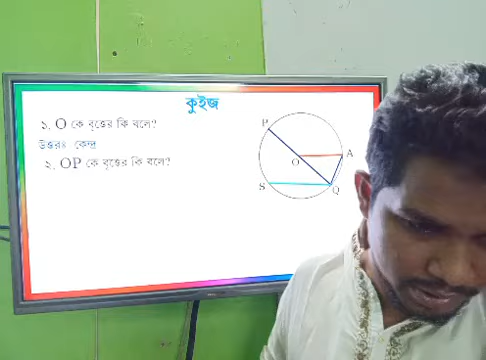 কুইজ
১. O কে বৃত্তের কি বলে?
উত্তরঃ কেন্দ্র
২. OP কে বৃত্তের কি বলে?
P
O
A
S
Q